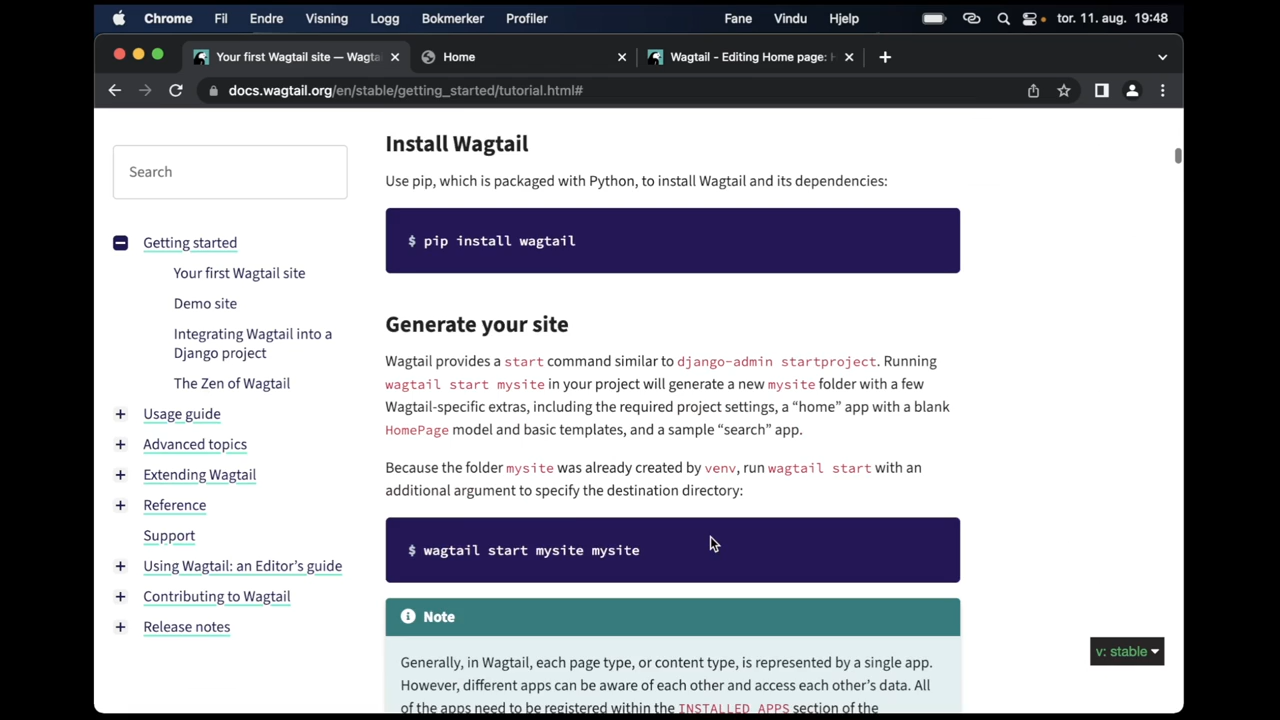 Chrome Fil Endre Visning Logg Bokmerker Profiler Fane Vindu Hjelp tor. 11. aug. 19:48
Your first Wagtail site — Wagta Home Wagtail - Editing Home page: H
docs.wagtail.org/en/stable/getting_started/tutorial.html#
Search
Getting started
Your first Wagtail site
Demo site
Integrating Wagtail into a
Django project
The Zen of Wagtail
Usage guide
Advanced topics
Extending Wagtail
Reference
Support
Using Wagtail: an Editor’s guide
Contributing to Wagtail
Release notes
Install Wagtail
Use pip, which is packaged with Python, to install Wagtail and its dependencies:
$ pip install wagtail
Generate your site
Wagtail provides a start command similar to django-admin startproject. Running
wagtail start mysite in your project will generate a new mysite folder with a few
Wagtail-specific extras, including the required project settings, a “home” app with a blank
HomePage model and basic templates, and a sample “search” app.
Because the folder mysite was already created by venv, run wagtail start with an
additional argument to specify the destination directory:
$ wagtail start mysite mysite
Note
Generally, in Wagtail, each page type, or content type, is represented by a single app.
However, different apps can be aware of each other and access each other’s data. All
of the apps need to be registered within the INSTALLED_APPS section of the
v: stable